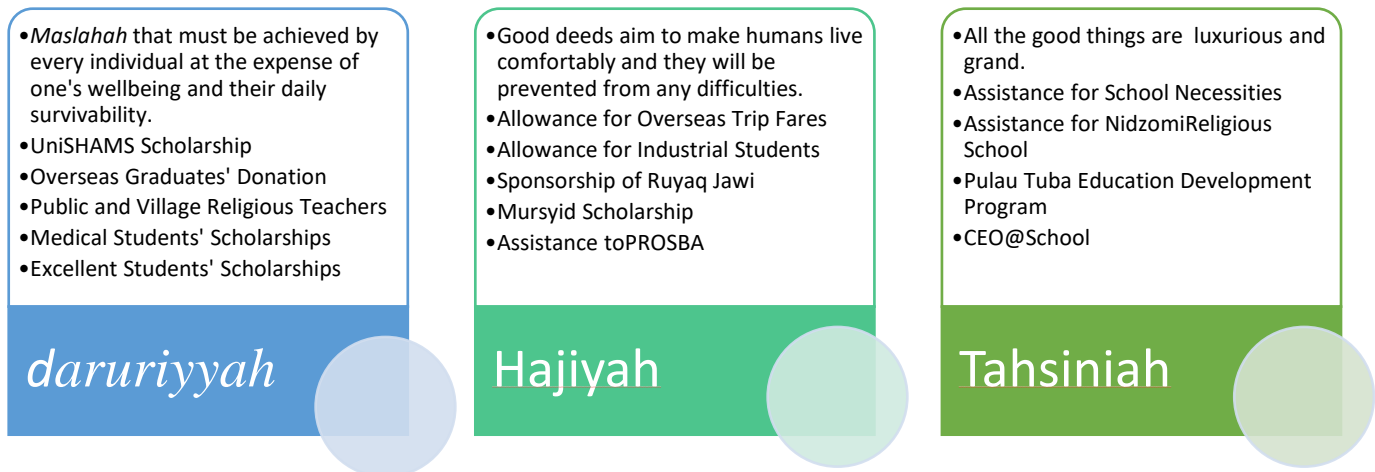 •Maslahah that must be achieved by
every individual at the expense of
one's wellbeing and their daily
survivability.
•UniSHAMS Scholarship
•Overseas Graduates' Donation
•Public and Village Religious Teachers
•Medical Students' Scholarships
•Excellent Students' Scholarships
daruriyyah
•Good deeds aim to make humans live
comfortably and they will be
prevented from any difficulties.
•Allowance for Overseas Trip Fares
•Allowance for Industrial Students
•Sponsorship of Ruyaq Jawi
•Mursyid Scholarship
•Assistance toPROSBA
Hajiyah
•All the good things are  luxurious and
grand.
•Assistance for School Necessities
•Assistance for NidzomiReligious
School
•Pulau Tuba Education Development
Program
•CEO@School
Tahsiniah